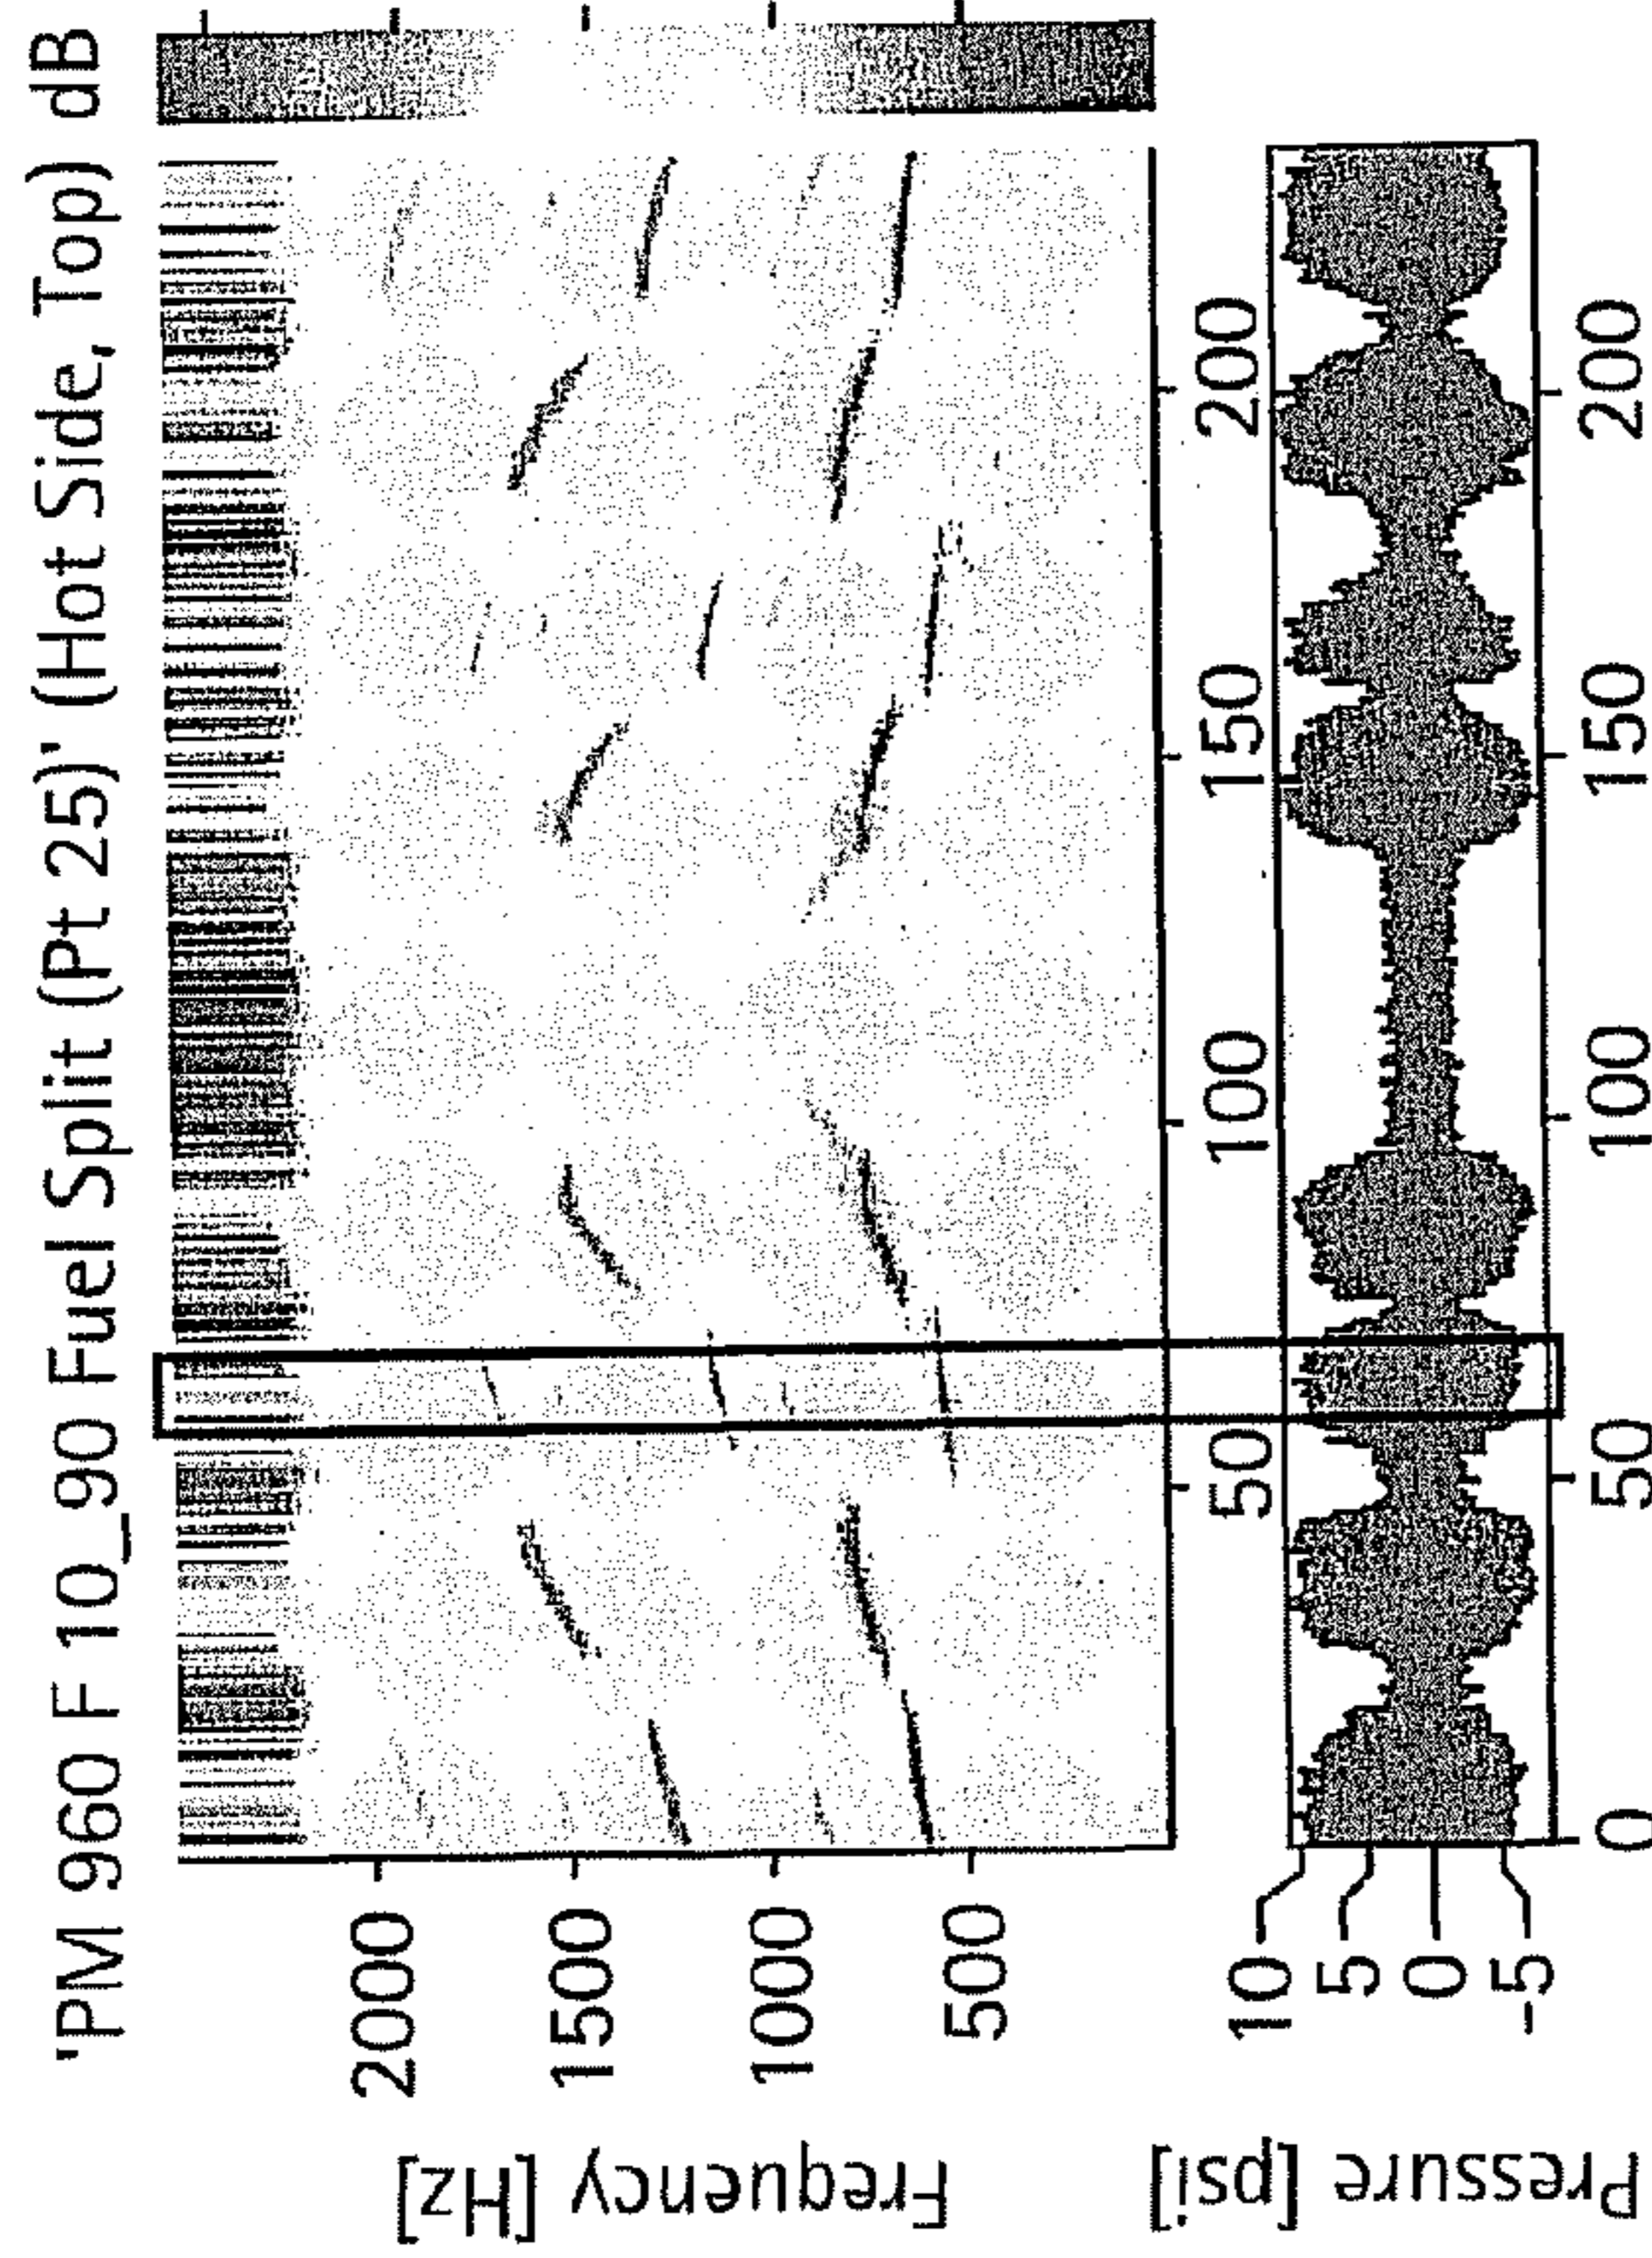 'PM 960 F 10_90 Fuel Split (Pt 25)' (Hot Side, Top) dB
Frequency [Hz]
2000
1500
1000
500
50 100 150 200
Pressure [psi]
10
5
0
-5
0 50 100 150 200